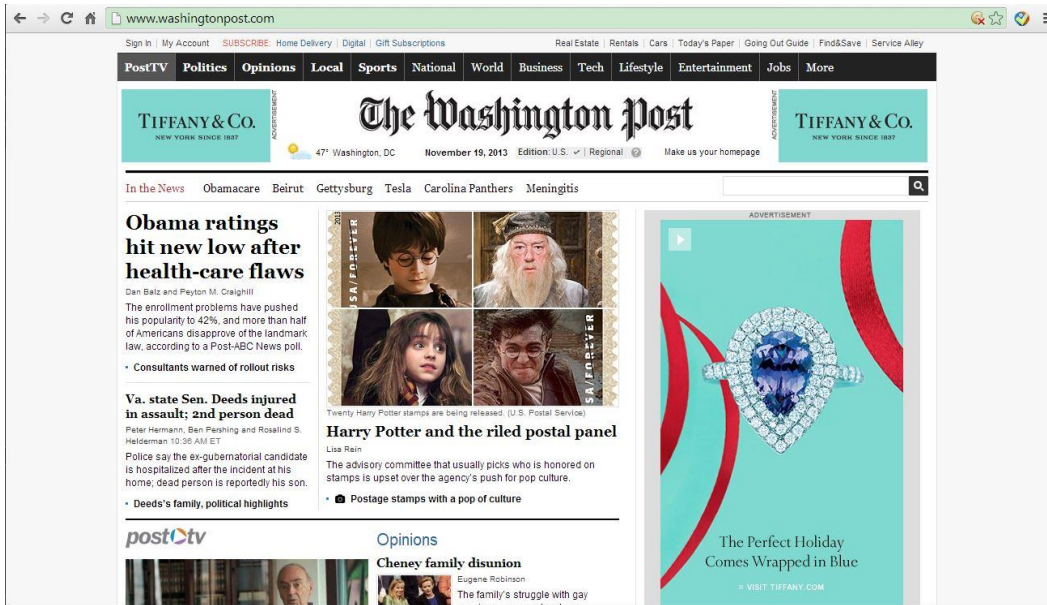 www.washingtonpost.com
Sign In | My Account SUBSCRIBE: Home Delivery | Digital | Gift Subscriptions
Real Estate | Rentals | Cars | Today's Paper | Going Out Guide | Find&Save | Service Alley
PostTV Politics Opinions Local Sports National World Business Tech Lifestyle Entertainment Jobs More
TIFFANY & CO.
NEW YORK SINCE 1837
ADVERTISEMENT
The Washington Post
ADVERTISEMENT
TIFFANY & CO.
NEW YORK SINCE 1837
47° Washington, DC November 19, 2013 Edition: U.S. Regional ? Make us your homepage
In the News Obamacare Beirut Gettysburg Tesla Carolina Panthers Meningitis
Obama ratings
hit new low after
health-care flaws
Dan Balz and Peyton M. Craighill
The enrollment problems have pushed
his popularity to 42%, and more than half
of Americans disapprove of the landmark
law, according to a Post-ABC News poll.
• Consultants warned of rollout risks
Va. state Sen. Deeds injured
in assault; 2nd person dead
Peter Hermann, Ben Pershing and Rosalind S.
Helderman 10:36 AM ET
Police say the ex-gubernatorial candidate
is hospitalized after the incident at his
home; dead person is reportedly his son.
• Deeds's family, political highlights
2013
USA/FOREVER
USA/FOREVER
Twenty Harry Potter stamps are being released. (U.S. Postal Service)
Harry Potter and the riled postal panel
Lisa Rein
The advisory committee that usually picks who is honored on
stamps is upset over the agency's push for pop culture.
• Postage stamps with a pop of culture
ADVERTISEMENT
The Perfect Holiday
Comes Wrapped in Blue
» VISIT TIFFANY.COM
posttv
Opinions
Cheney family disunion
Eugene Robinson
The family's struggle with gay